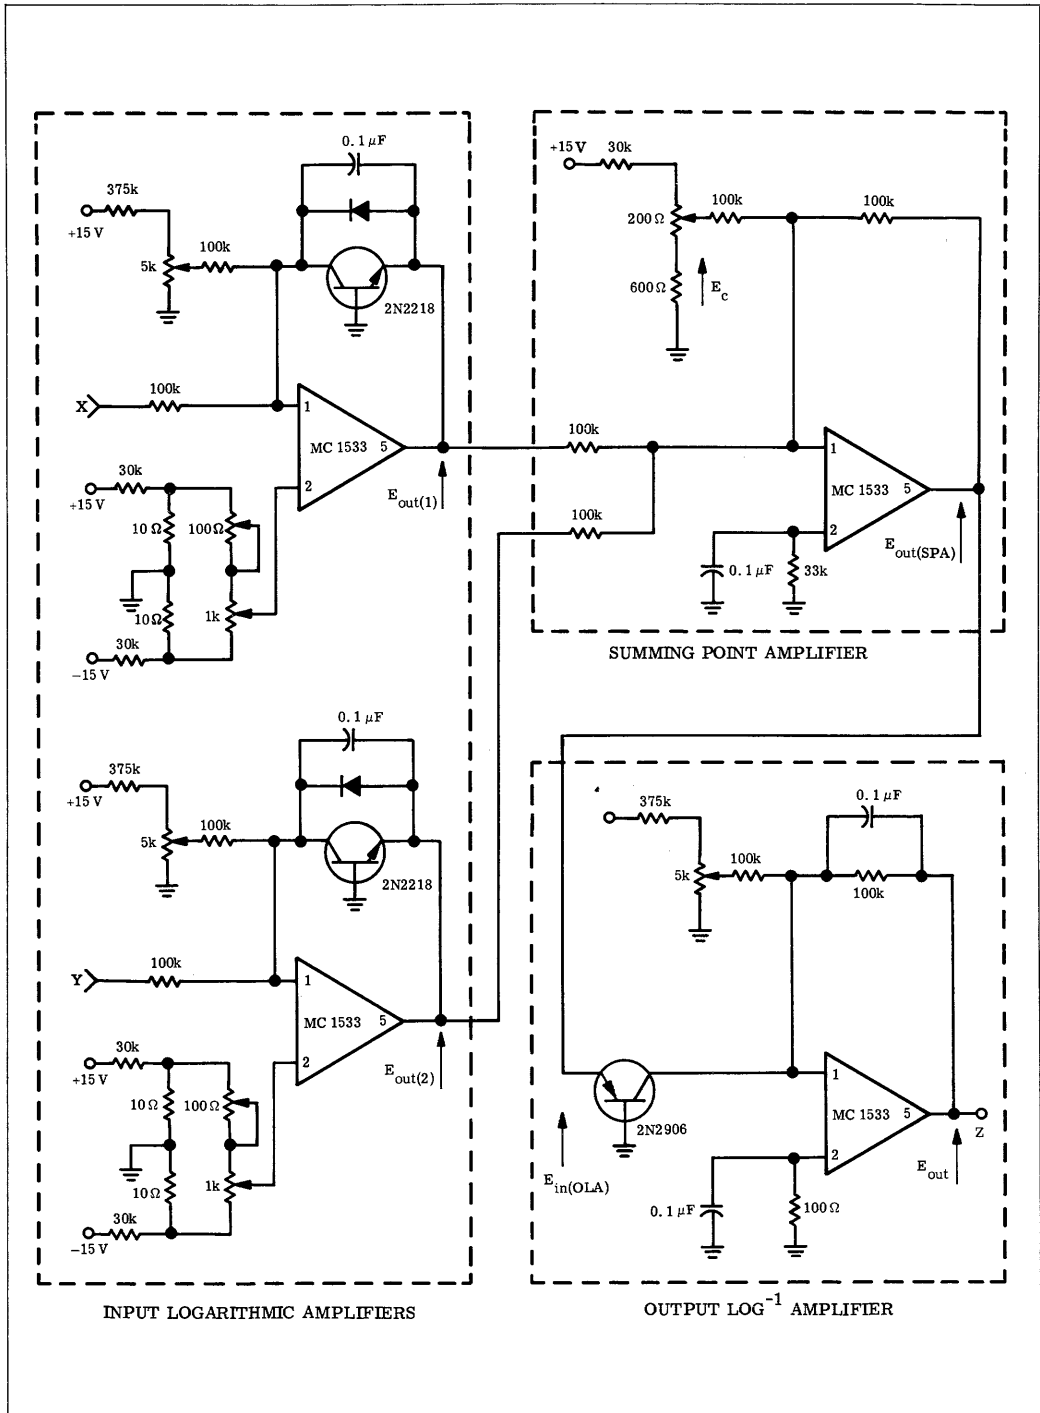 0.1 μF
375k
+15 V
100k
5k
2N2218
X
100k
1
MC 1533
5
2
30k
+15 V
10 Ω
100 Ω
E out(1)
10 Ω
1k
30k
−15 V
0.1 μF
375k
+15 V
100k
5k
2N2218
Y
100k
1
MC 1533
5
2
30k
+15 V
10 Ω
100 Ω
E out(2)
10 Ω
1k
30k
−15 V
INPUT LOGARITHMIC AMPLIFIERS
+15 V
30k
200 Ω
100k
100k
600 Ω
E c
100k
1
MC 1533
5
100k
2
0.1 μF
33k
E out(SPA)
SUMMING POINT AMPLIFIER
375k
0.1 μF
5k
100k
100k
1
MC 1533
5
2N2906
2
Z
E in(OLA)
E out
0.1 μF
100 Ω
OUTPUT LOG⁻¹ AMPLIFIER